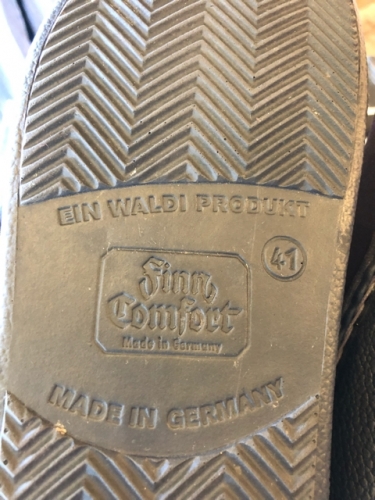 EIN WALDI PRODUKT
41
Finn
Comfort
Made in Germany
MADE IN GERMANY